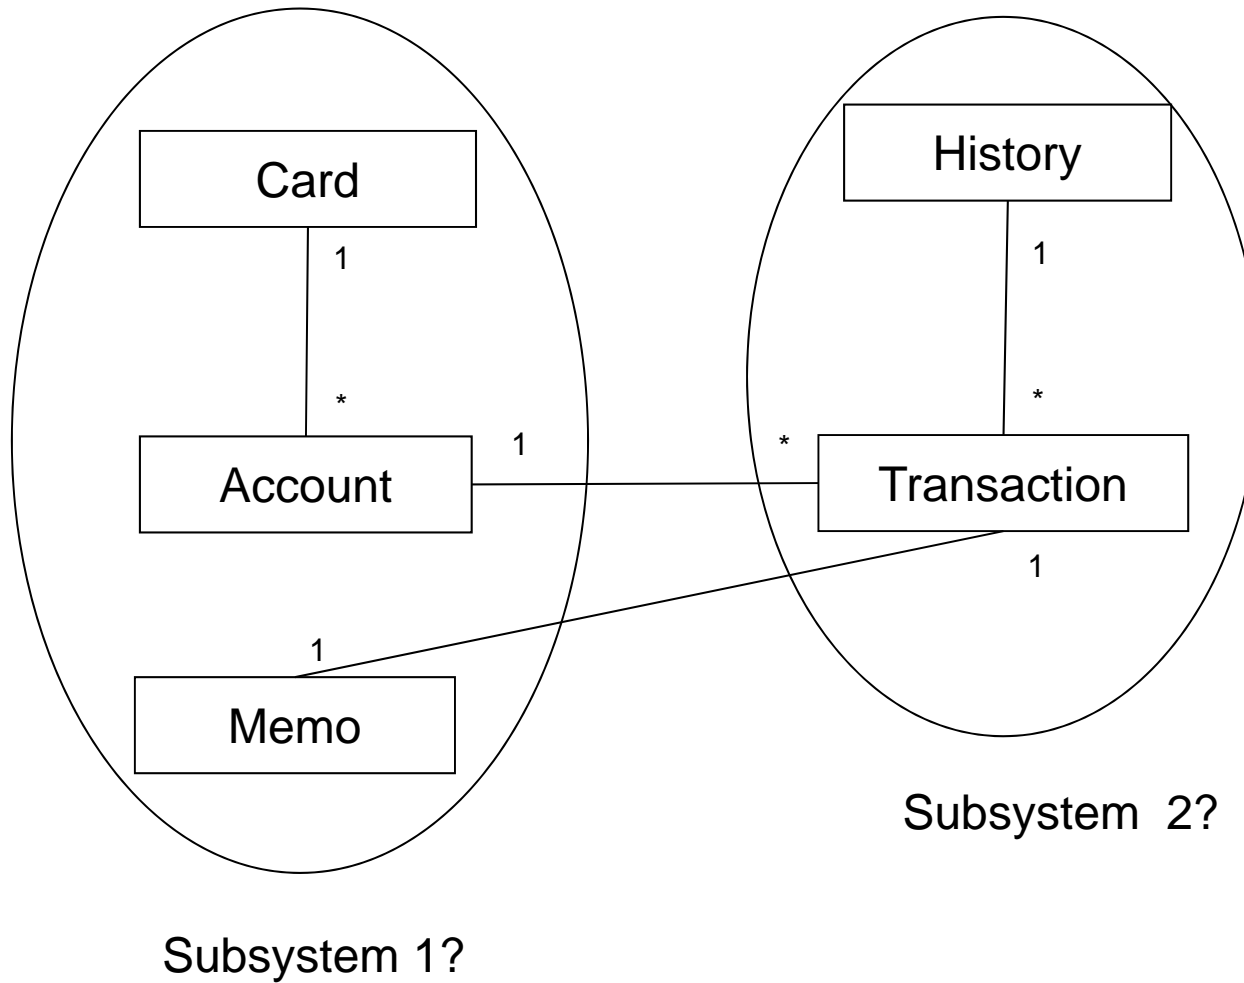 History
Card
1
1
*
*
1
*
Account
Transaction
1
1
Memo
Subsystem 2?
Subsystem 1?